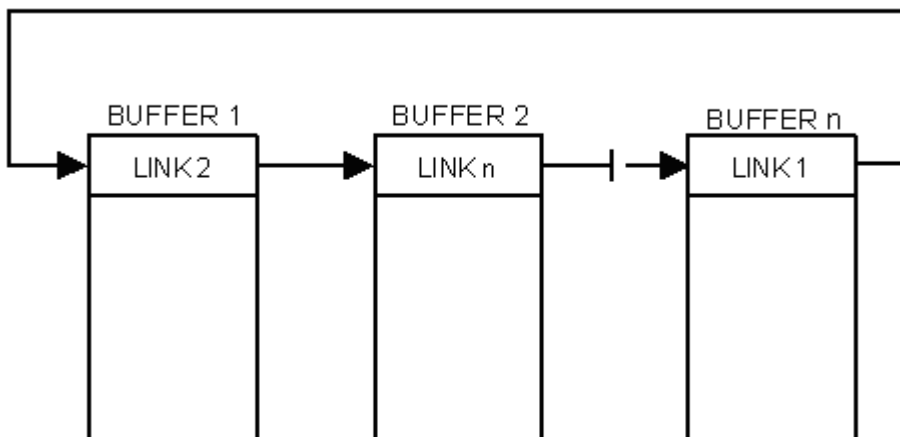 BUFFER 1
BUFFER 2
BUFFER n
LINK2
LINKn
LINK1